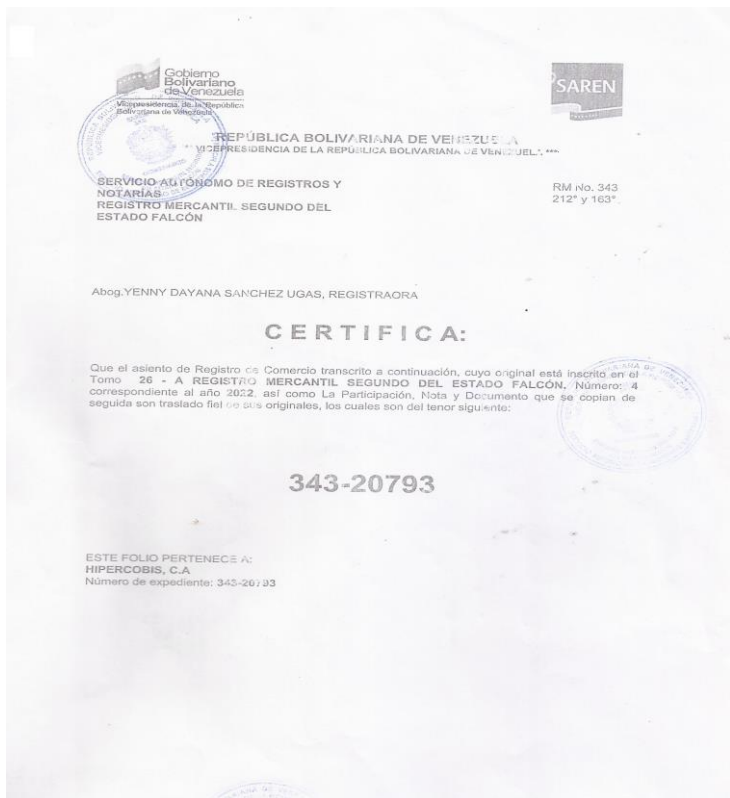 Gobierno
Bolivariano
de Venezuela
Vicepresidencia de la República
Bolivariana de Venezuela
SAREN
REPÚBLICA BOLIVARIANA DE VENEZUELA
VICEPRESIDENCIA DE LA REPÚBLICA BOLIVARIANA DE VENEZUEL. ***
SERVICIO AUTÓNOMO DE REGISTROS Y
NOTARÍAS
REGISTRO MERCANTIL SEGUNDO DEL
ESTADO FALCÓN
RM No. 343
212° y 163°
Abog.YENNY DAYANA SANCHEZ UGAS, REGISTRAORA
CERTIFICA:
Que el asiento de Registro de Comercio transcrito a continuación, cuyo original está inscrito en el
Tomo 26 - A REGISTRO MERCANTIL SEGUNDO DEL ESTADO FALCÓN, Número: 4
correspondiente al año 2022, así como La Participación, Nota y Documento que se copian de
seguida son traslado fiel de sus originales, los cuales son del tenor siguiente:
343-20793
ESTE FOLIO PERTENECE A:
HIPERCOBIS, C.A
Número de expediente: 343-20793